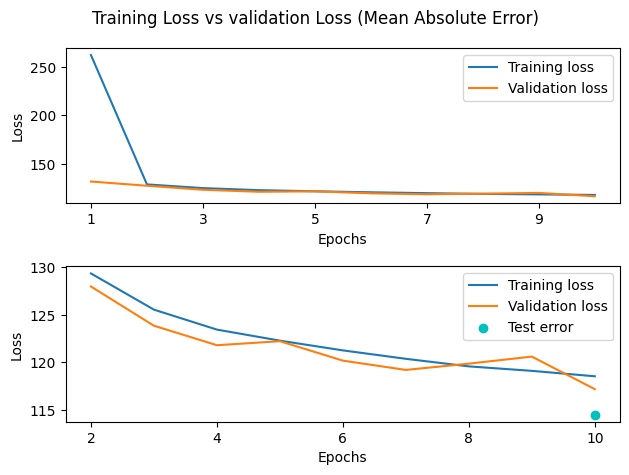 Training Loss vs validation Loss (Mean Absolute Error)
250
200
150
Loss
Training loss
Validation loss
1 3 5 7 9
Epochs
130
125
120
115
Loss
Training loss
Validation loss
Test error
2 4 6 8 10
Epochs